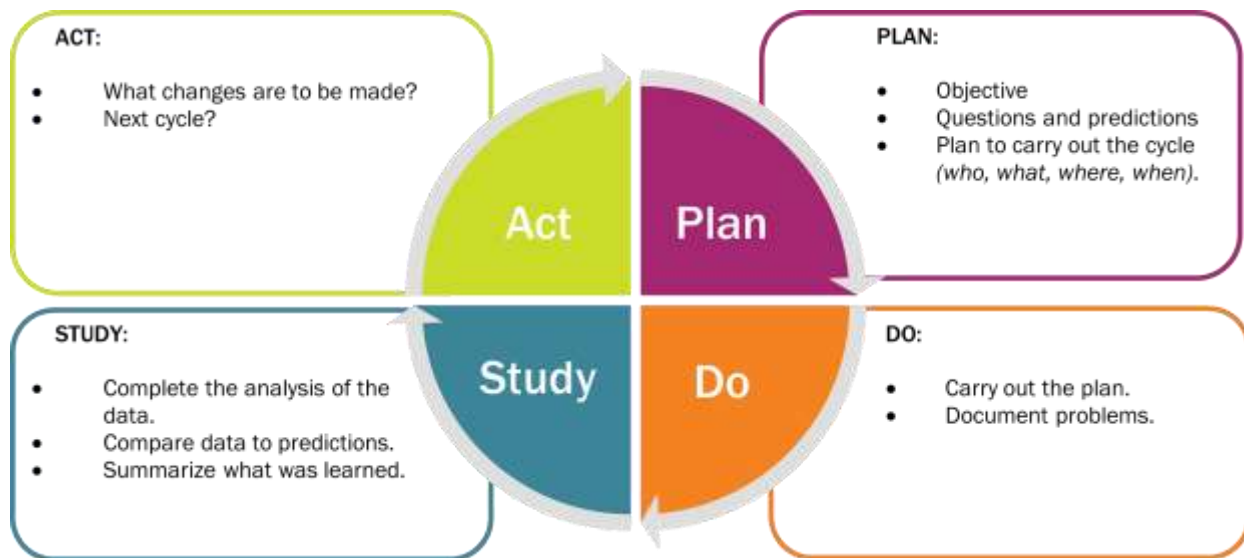 ACT:
• What changes are to be made?
• Next cycle?
PLAN:
• Objective
• Questions and predictions
• Plan to carry out the cycle
(who, what, where, when).
Act
Plan
Study
Do
STUDY:
• Complete the analysis of the
data.
• Compare data to predictions.
• Summarize what was learned.
DO:
• Carry out the plan.
• Document problems.